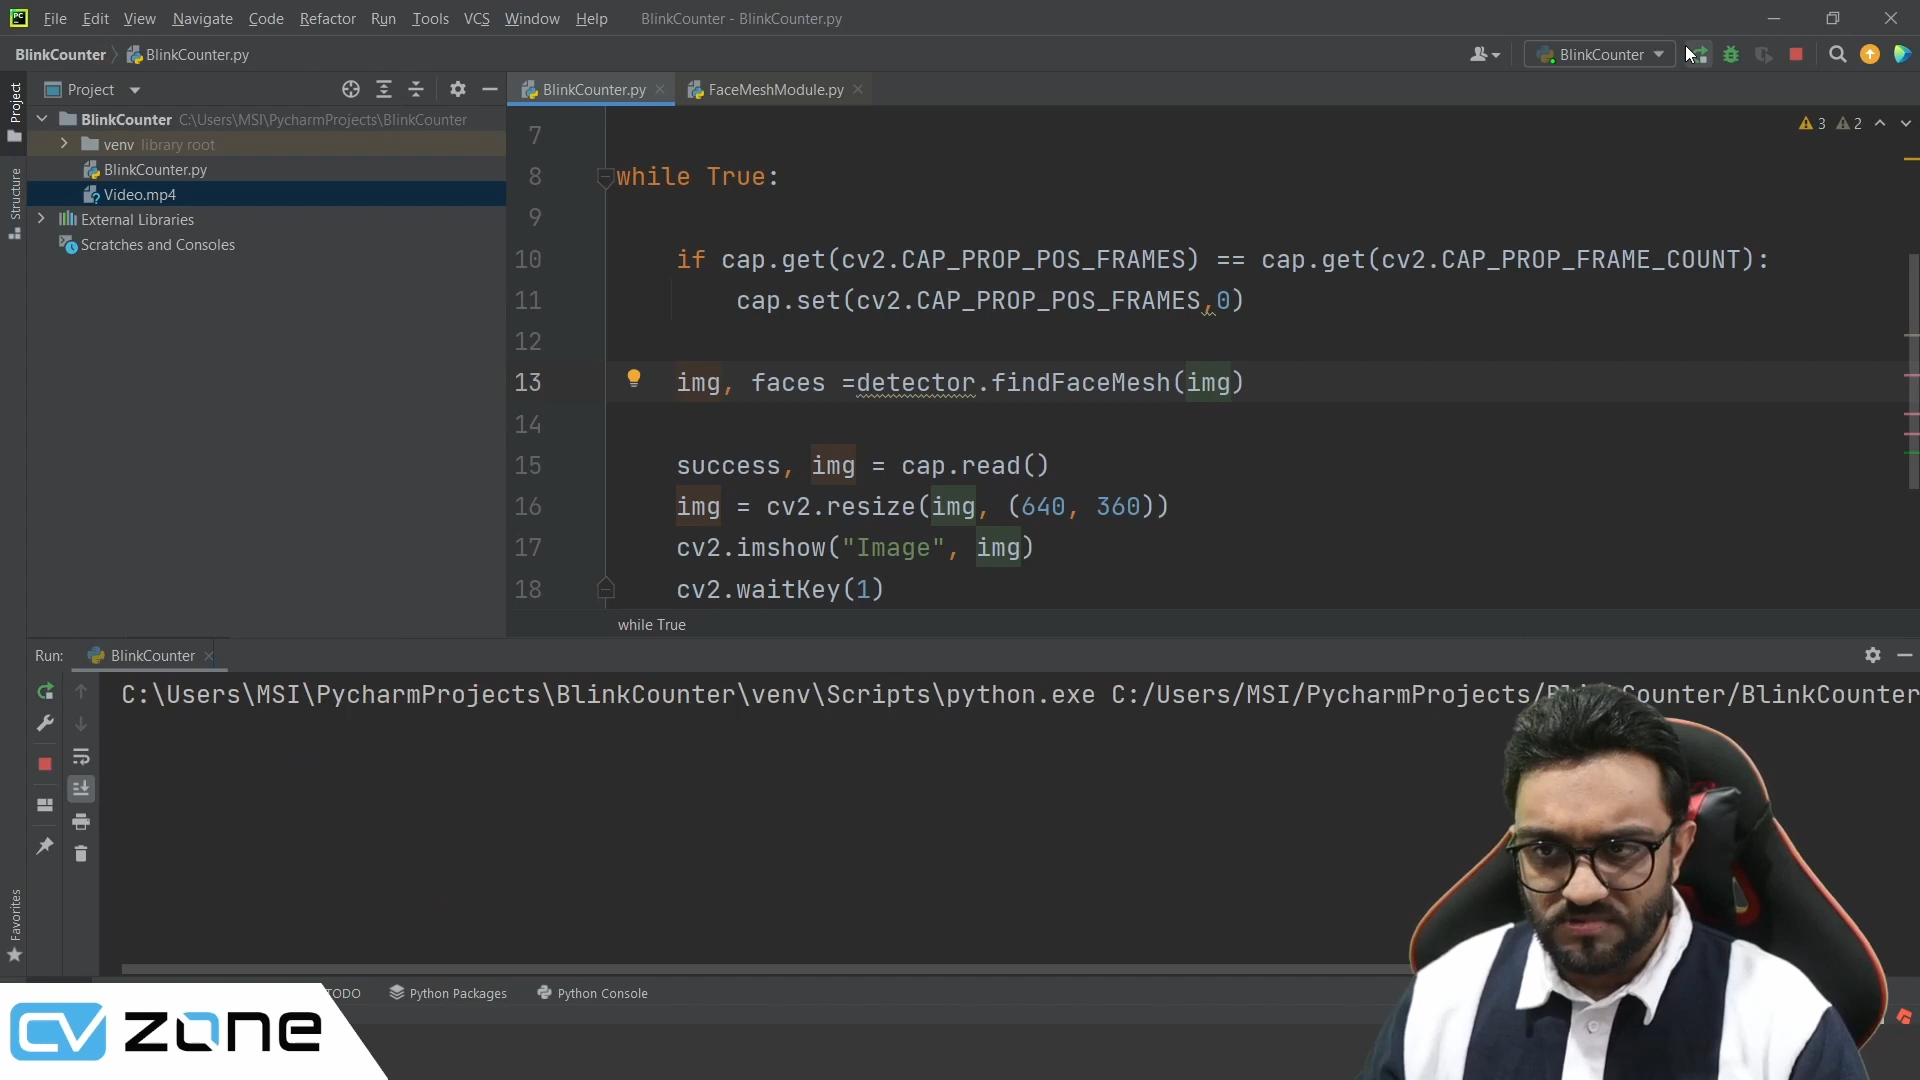 File Edit View Navigate Code Refactor Run Tools VCS Window Help BlinkCounter - BlinkCounter.py
BlinkCounter BlinkCounter.py BlinkCounter
Project BlinkCounter.py FaceMeshModule.py
Project
Structure
Favorites
BlinkCounter C:\Users\MSI\PycharmProjects\BlinkCounter
venv library root
BlinkCounter.py
Video.mp4
External Libraries
Scratches and Consoles
3 2
7
8 while True:
9
10 if cap.get(cv2.CAP_PROP_POS_FRAMES) == cap.get(cv2.CAP_PROP_FRAME_COUNT):
11 cap.set(cv2.CAP_PROP_POS_FRAMES,0)
12
13 img, faces =detector.findFaceMesh(img)
14
15 success, img = cap.read()
16 img = cv2.resize(img, (640, 360))
17 cv2.imshow("Image", img)
18 cv2.waitKey(1)
while True
Run: BlinkCounter
C:\Users\MSI\PycharmProjects\BlinkCounter\venv\Scripts\python.exe C:/Users/MSI/PycharmProjects/BlinkCounter/BlinkCounter
TODO Python Packages Python Console
CV ZONE